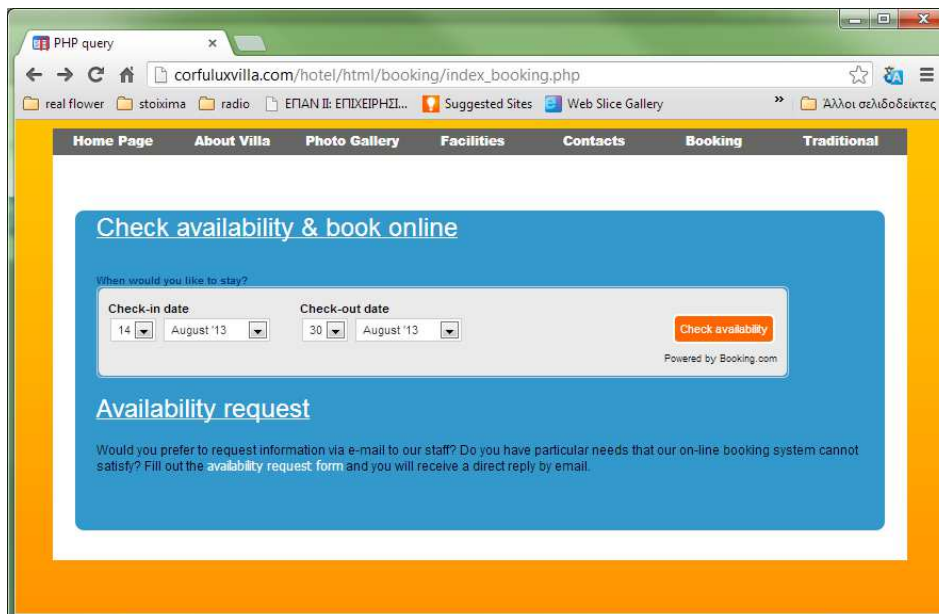 PHP query
corfuluxvilla.com/hotel/html/booking/index_booking.php
real flower stoixima radio ΕΠΑΝ ΙΙ: ΕΠΙΧΕΙΡΗΣΙ... Suggested Sites Web Slice Gallery » Άλλοι σελιδοδείκτες
Home Page About Villa Photo Gallery Facilities Contacts Booking Traditional
Check availability & book online
When would you like to stay?
Check-in date Check-out date
14 August '13 30 August '13 Check availability
Powered by Booking.com
Availability request
Would you prefer to request information via e-mail to our staff? Do you have particular needs that our on-line booking system cannot
satisfy? Fill out the availability request form and you will receive a direct reply by email.